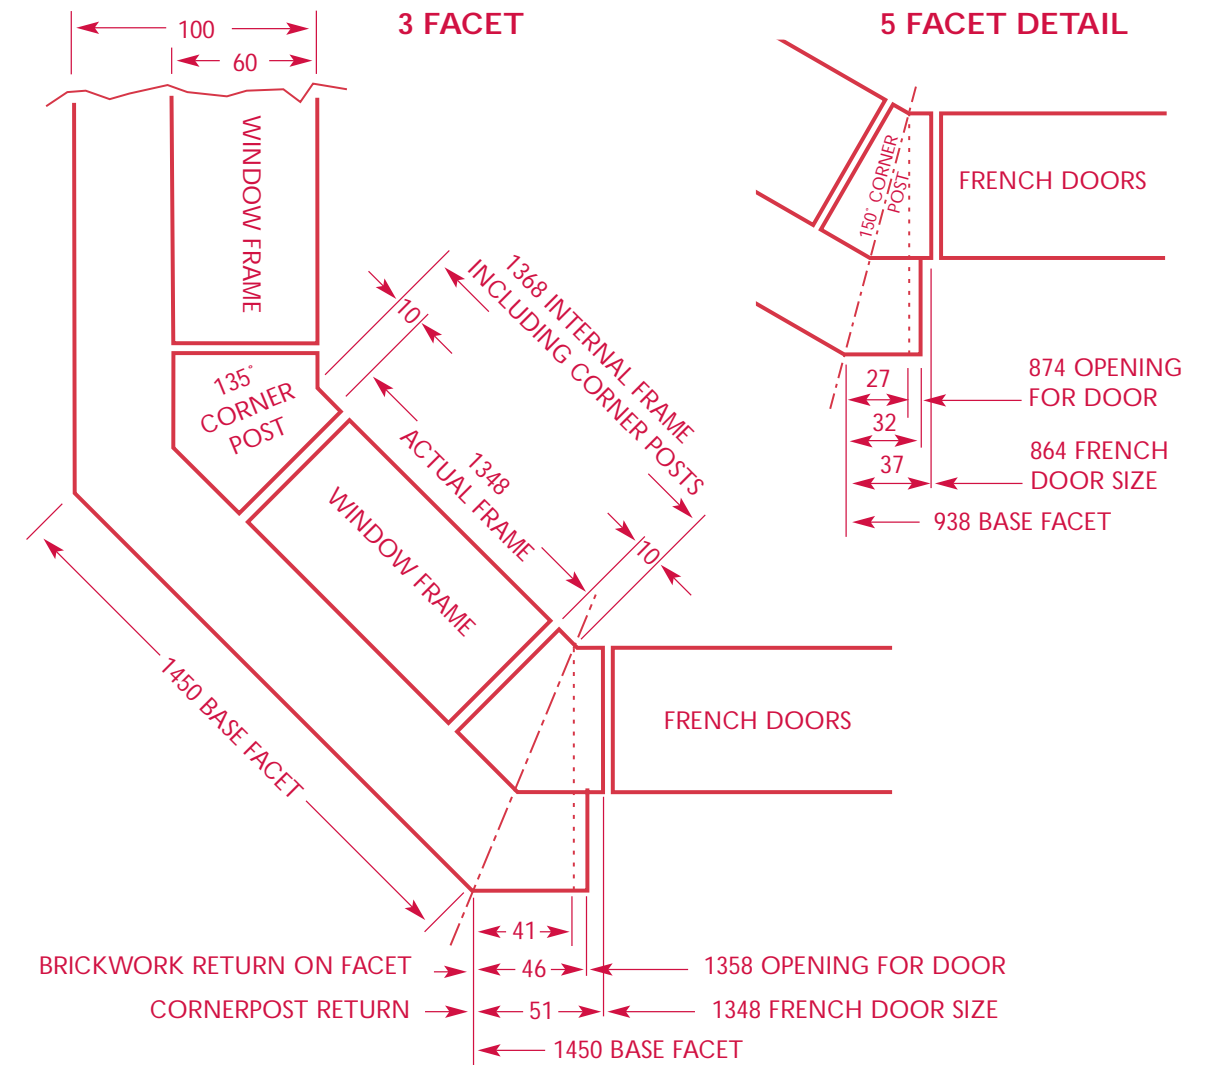 3 FACET
5 FACET DETAIL
100
60
WINDOW FRAME
135°
CORNER
POST
10
1368 INTERNAL FRAME
INCLUDING CORNER POSTS
1348
ACTUAL FRAME
WINDOW FRAME
10
1450 BASE FACET
FRENCH DOORS
41
BRICKWORK RETURN ON FACET
46
1358 OPENING FOR DOOR
CORNERPOST RETURN
51
1348 FRENCH DOOR SIZE
1450 BASE FACET
150° CORNER
POST
FRENCH DOORS
27
874 OPENING
FOR DOOR
32
37
864 FRENCH
DOOR SIZE
938 BASE FACET